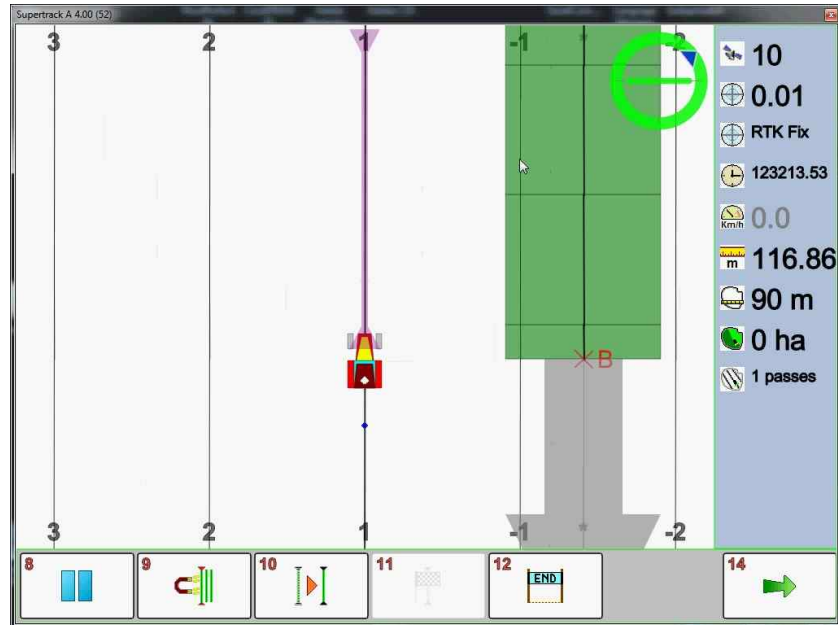 Supertrack A 4.00 (52)
3 2 1 -1 * -2
10
0.01
RTK Fix
123213.53
Km/h 0.0
m 116.86
90 m
0 ha
1 passes
B
3 2 1 -1 * -2
8 9 10 11 12 14
END